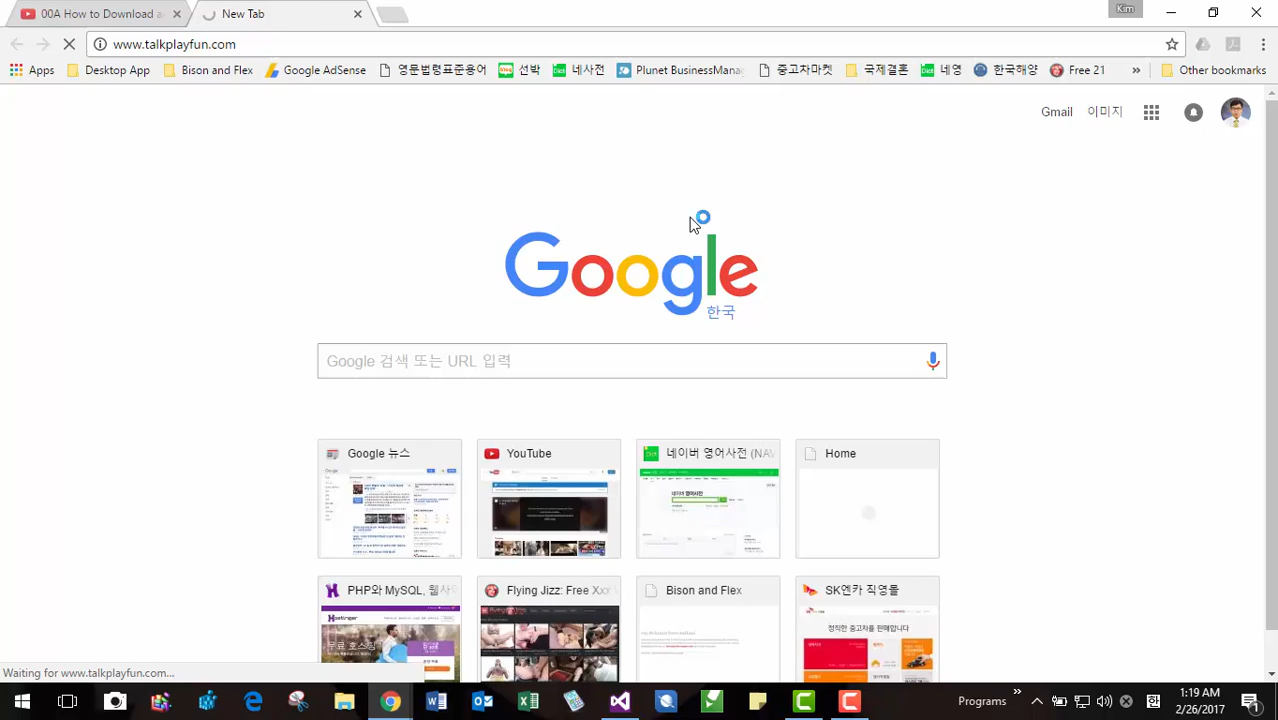 00A How to Download a
New Tab
Kim
www.talkplayfun.com
Apps
Desktop App
Bison and Flex
Google AdSense
영문법령표준용어
선박
네사전
Plunet BusinessMana
중고차마켓
국제결혼
네영
한국해양
Free 21
»
Other bookmarks
Gmail
이미지
Google
한국
Google 검색 또는 URL 입력
Google 뉴스
YouTube
네이버 영어사전 (NAV
Home
PHP와 MySQL, 웹사이
Flying Jizz: Free Xxx V
Bison and Flex
SK엔카 직영몰
정직한 중고차를 판매합니다
Waiting for www.talkplayfun.com...
Programs
»
1:19 AM
2/26/2017
1